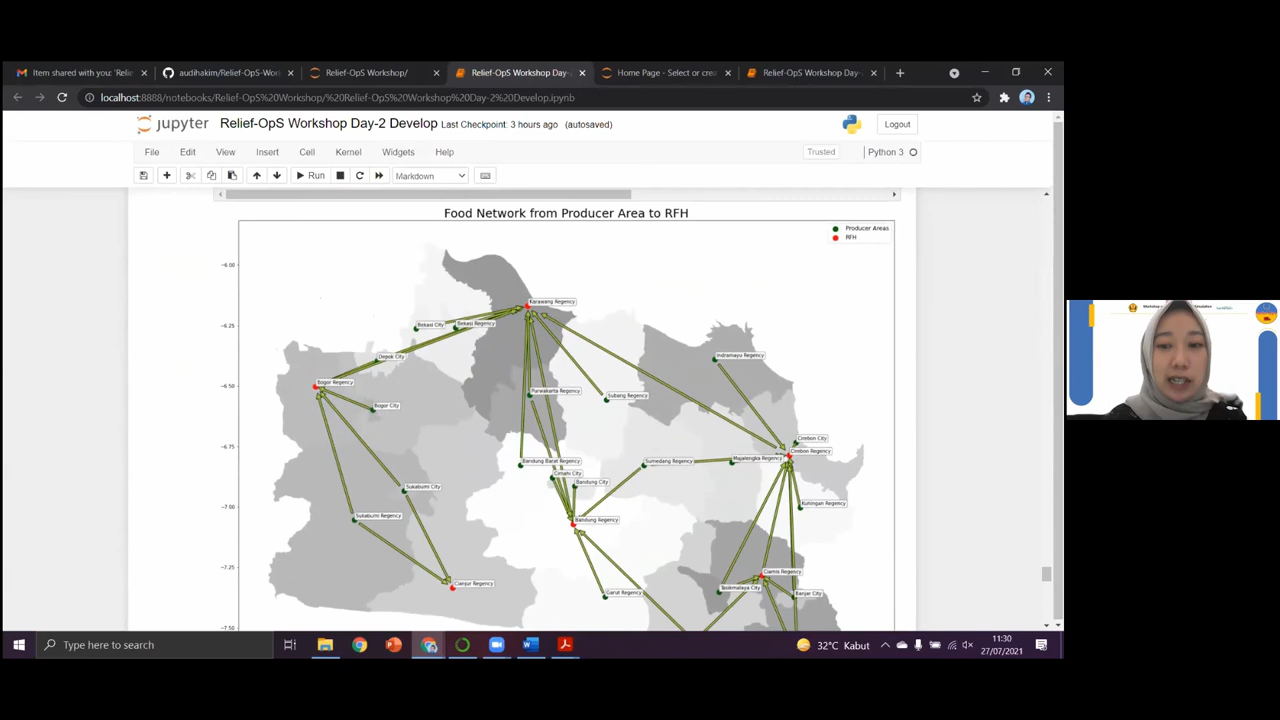 Item shared with you: 'Relie
audihakim/Relief-OpS-Wor
Relief-OpS Workshop/
Relief-OpS Workshop Day-
Home Page - Select or cre
Relief-OpS Workshop Day-
localhost:8888/notebooks/Relief-OpS%20Workshop/%20Relief-OpS%20Workshop%20Day-2%20Develop.ipynb
jupyter Relief-OpS Workshop Day-2 Develop Last Checkpoint: 3 hours ago (autosaved)
Logout
File Edit View Insert Cell Kernel Widgets Help
Trusted
Python 3
Run
Markdown
Food Network from Producer Area to RFH
Producer Areas
RFH
−6.00
−6.25
−6.50
−6.75
−7.00
−7.25
−7.50
Karawang Regency
Bekasi City
Bekasi Regency
Depok City
Indramayu Regency
Bogor Regency
Purwakarta Regency
Subang Regency
Bogor City
Cirebon City
Cirebon Regency
Bandung Barat Regency
Sumedang Regency
Majalengka Regency
Cimahi City
Bandung City
Sukabumi City
Kuningan Regency
Sukabumi Regency
Bandung Regency
Ciamis Regency
Cianjur Regency
Tasikmalaya City
Garut Regency
Banjar City
Type here to search
32°C Kabut
11:30
27/07/2021